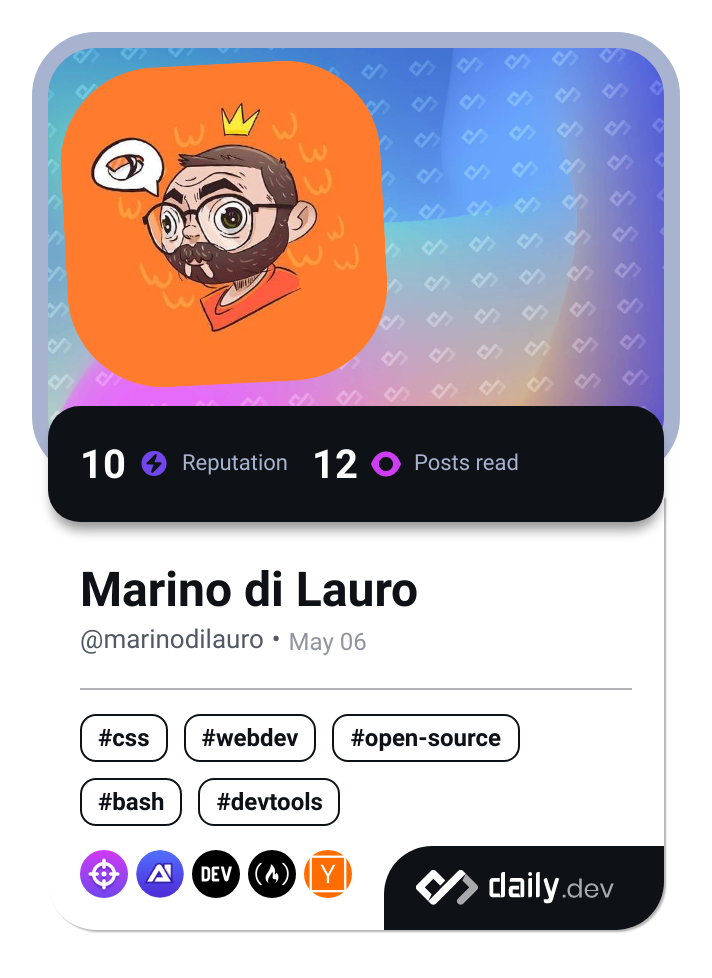 10 Reputation 12 Posts read
Marino di Lauro
@marinodilauro • May 06
#css #webdev #open-source
#bash #devtools
DEV Y daily.dev